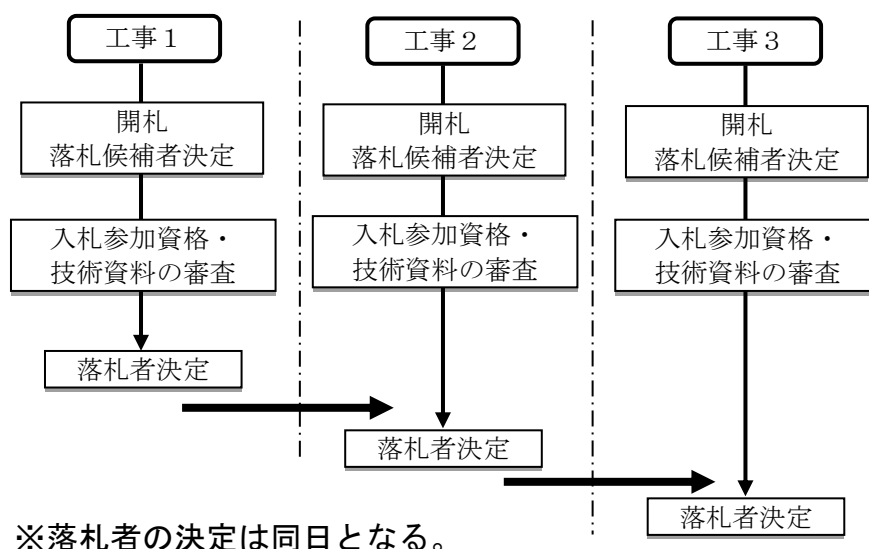 工事１
開札
落札候補者決定
入札参加資格・
技術資料の審査
落札者決定
工事２
開札
落札候補者決定
入札参加資格・
技術資料の審査
落札者決定
工事３
開札
落札候補者決定
入札参加資格・
技術資料の審査
落札者決定
※落札者の決定は同日となる。